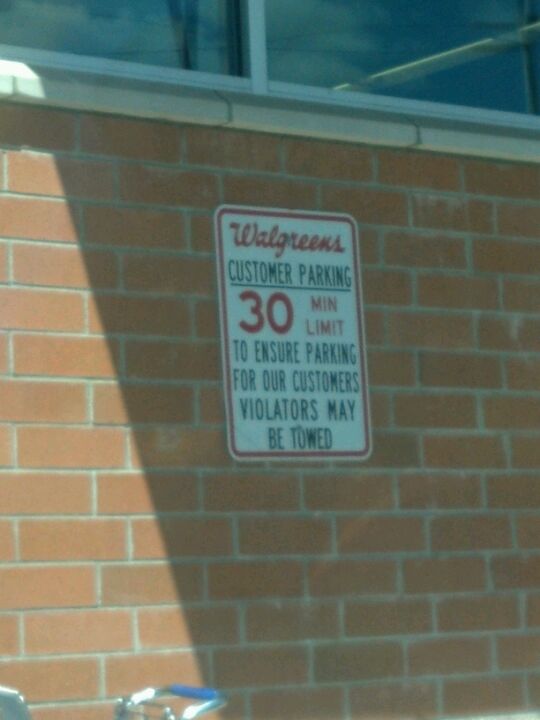 Walgreens
CUSTOMER PARKING
30 MIN LIMIT
TO ENSURE PARKING
FOR OUR CUSTOMERS
VIOLATORS MAY
BE TOWED